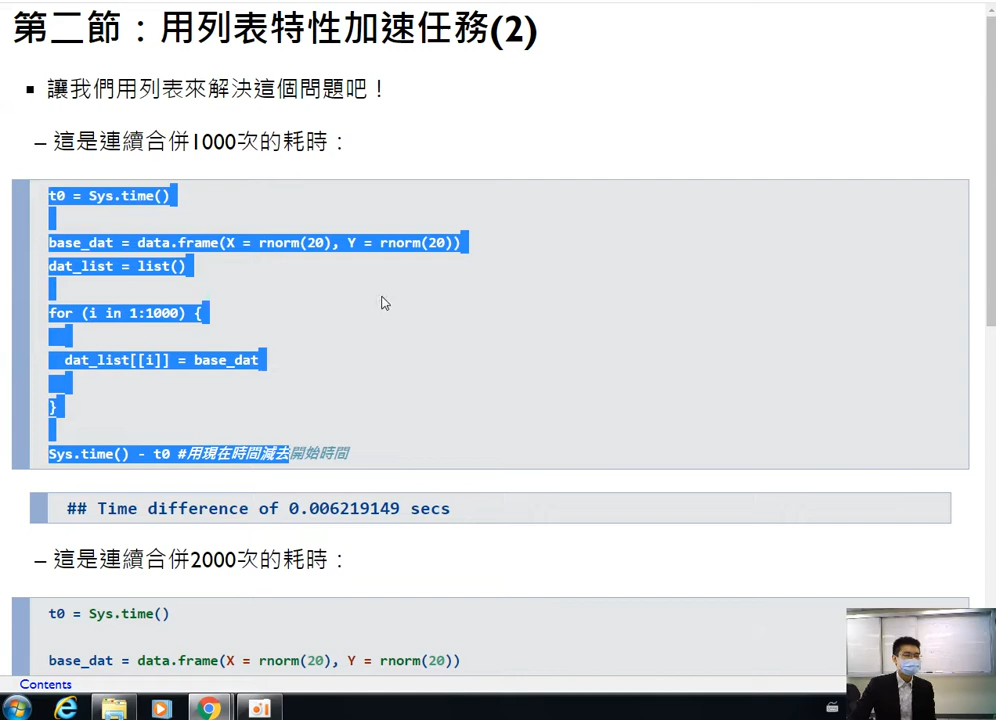 第二節：用列表特性加速任務(2)
▪ 讓我們用列表來解決這個問題吧！
– 這是連續合併1000次的耗時：
t0 = Sys.time()
base_dat = data.frame(X = rnorm(20), Y = rnorm(20))
dat_list = list()
for (i in 1:1000) {
dat_list[[i]] = base_dat
}
Sys.time() - t0 #用現在時間減去開始時間
## Time difference of 0.006219149 secs
– 這是連續合併2000次的耗時：
t0 = Sys.time()
base_dat = data.frame(X = rnorm(20), Y = rnorm(20))
Contents